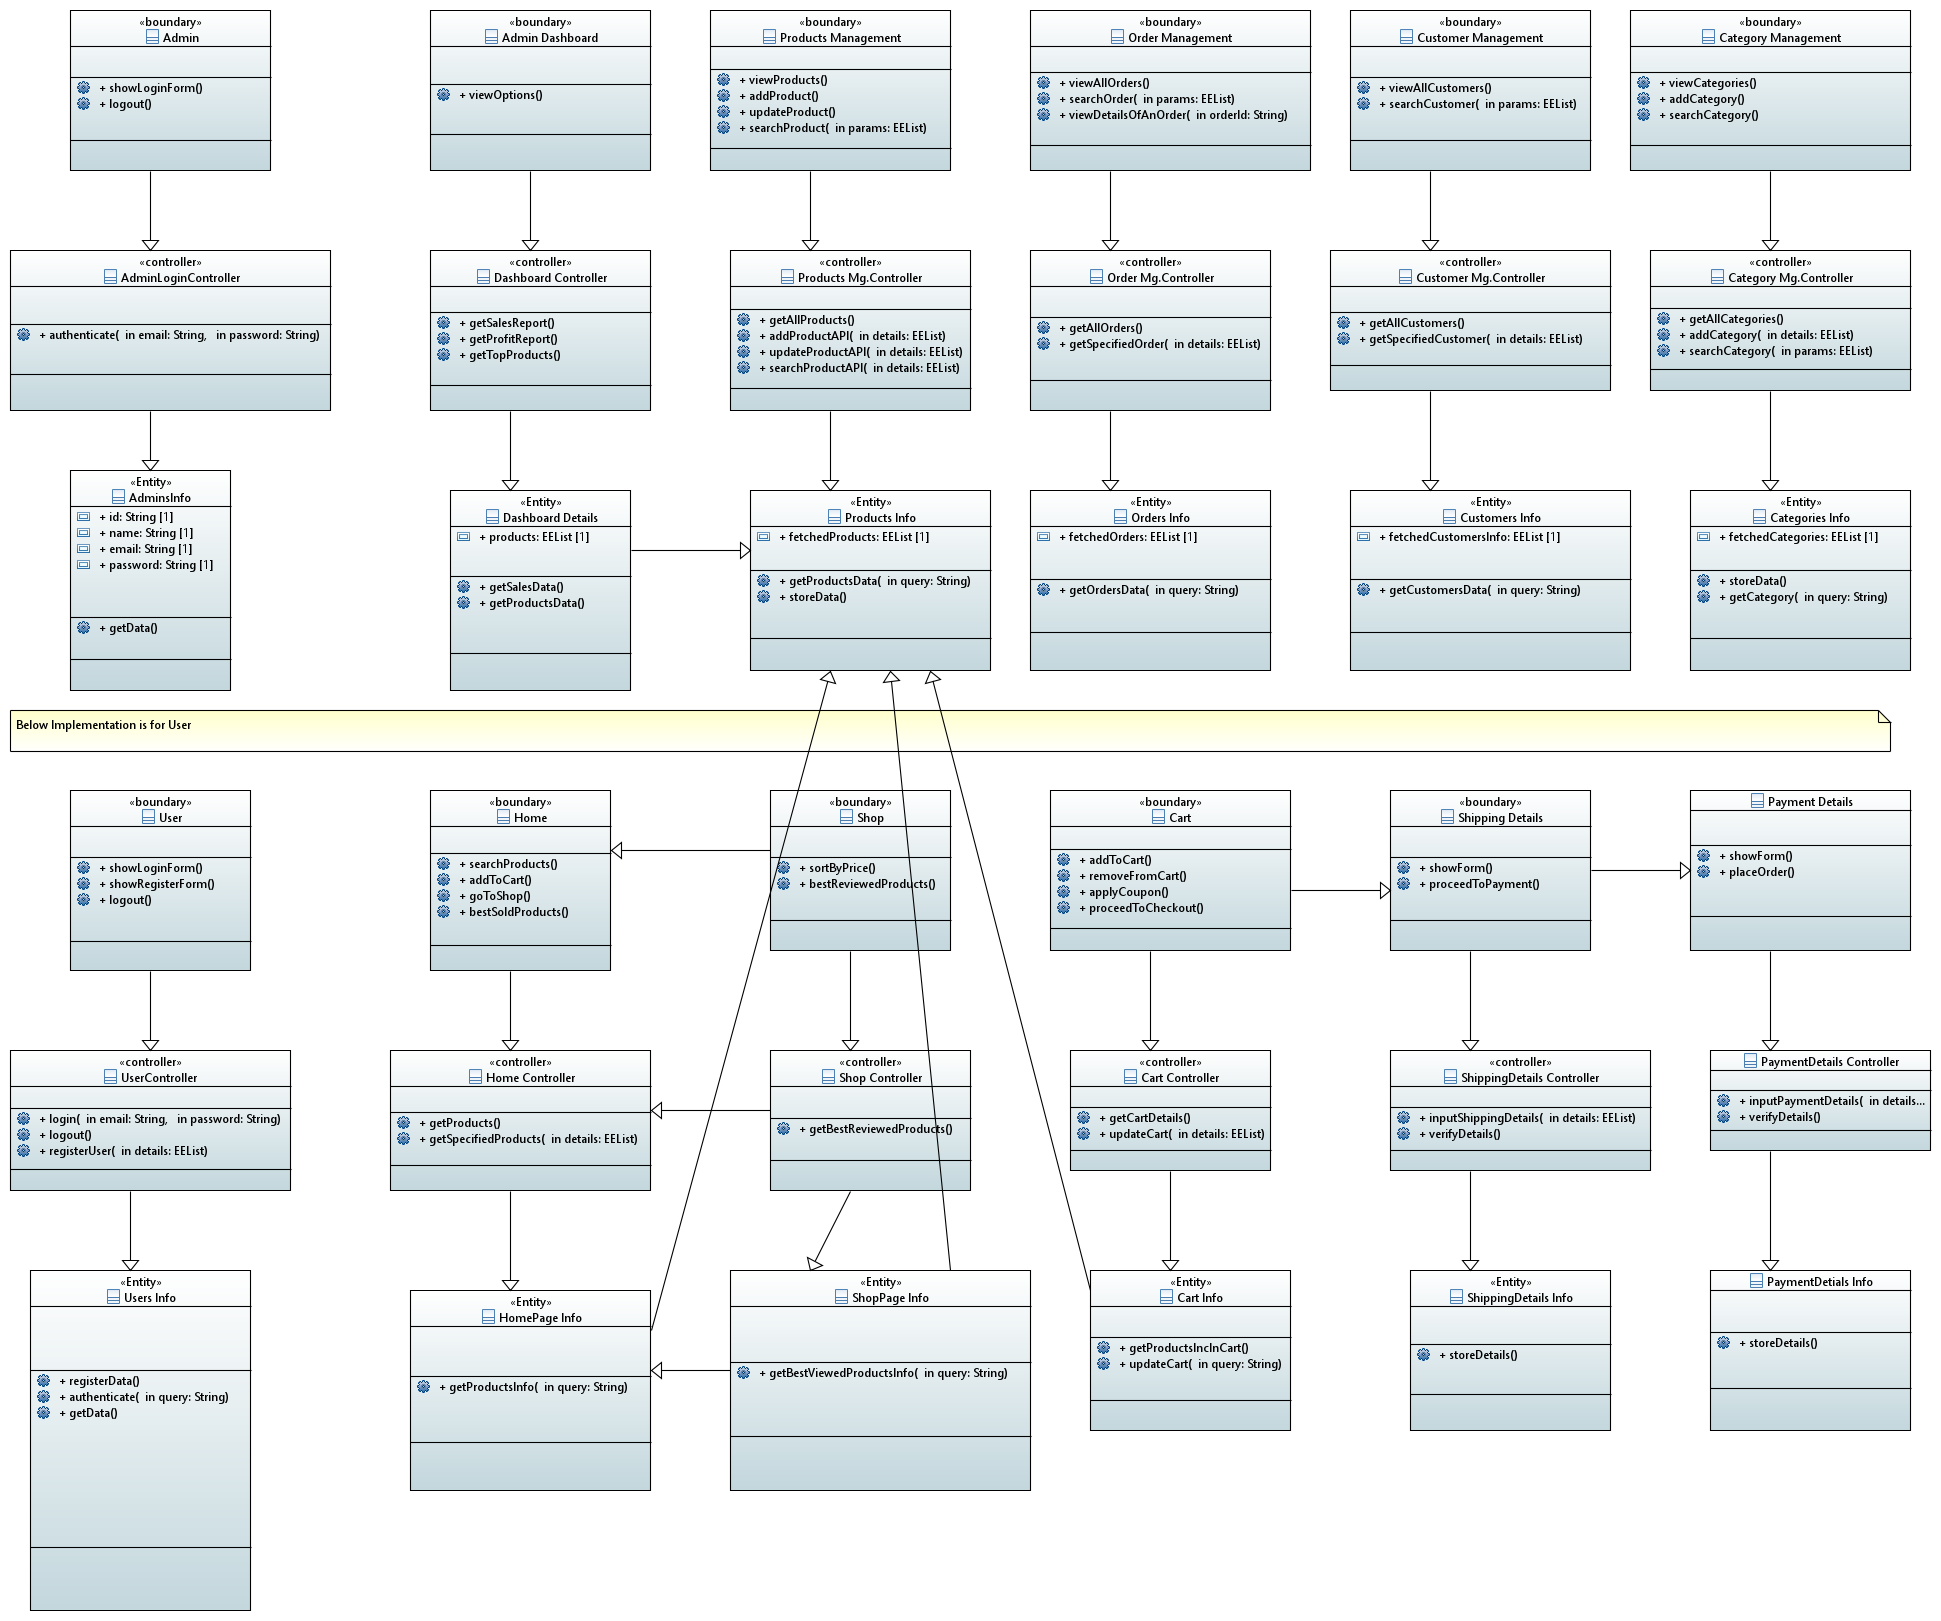 «boundary»
Admin
+ showLoginForm()
+ logout()
«boundary»
Admin Dashboard
+ viewOptions()
«boundary»
Products Management
+ viewProducts()
+ addProduct()
+ updateProduct()
+ searchProduct( in params: EEList)
«boundary»
Order Management
+ viewAllOrders()
+ searchOrder( in params: EEList)
+ viewDetailsOfAnOrder( in orderId: String)
«boundary»
Customer Management
+ viewAllCustomers()
+ searchCustomer( in params: EEList)
«boundary»
Category Management
+ viewCategories()
+ addCategory()
+ searchCategory()
«controller»
AdminLoginController
+ authenticate( in email: String, in password: String)
«controller»
Dashboard Controller
+ getSalesReport()
+ getProfitReport()
+ getTopProducts()
«controller»
Products Mg.Controller
+ getAllProducts()
+ addProductAPI( in details: EEList)
+ updateProductAPI( in details: EEList)
+ searchProductAPI( in details: EEList)
«controller»
Order Mg.Controller
+ getAllOrders()
+ getSpecifiedOrder( in details: EEList)
«controller»
Customer Mg.Controller
+ getAllCustomers()
+ getSpecifiedCustomer( in details: EEList)
«controller»
Category Mg.Controller
+ getAllCategories()
+ addCategory( in details: EEList)
+ searchCategory( in params: EEList)
«Entity»
AdminsInfo
+ id: String [1]
+ name: String [1]
+ email: String [1]
+ password: String [1]
+ getData()
«Entity»
Dashboard Details
+ products: EEList [1]
+ getSalesData()
+ getProductsData()
«Entity»
Products Info
+ fetchedProducts: EEList [1]
+ getProductsData( in query: String)
+ storeData()
«Entity»
Orders Info
+ fetchedOrders: EEList [1]
+ getOrdersData( in query: String)
«Entity»
Customers Info
+ fetchedCustomersInfo: EEList [1]
+ getCustomersData( in query: String)
«Entity»
Categories Info
+ fetchedCategories: EEList [1]
+ storeData()
+ getCategory( in query: String)
Below Implementation is for User
«boundary»
User
+ showLoginForm()
+ showRegisterForm()
+ logout()
«boundary»
Home
+ searchProducts()
+ addToCart()
+ goToShop()
+ bestSoldProducts()
«boundary»
Shop
+ sortByPrice()
+ bestReviewedProducts()
«boundary»
Cart
+ addToCart()
+ removeFromCart()
+ applyCoupon()
+ proceedToCheckout()
«boundary»
Shipping Details
+ showForm()
+ proceedToPayment()
Payment Details
+ showForm()
+ placeOrder()
«controller»
UserController
+ login( in email: String, in password: String)
+ logout()
+ registerUser( in details: EEList)
«controller»
Home Controller
+ getProducts()
+ getSpecifiedProducts( in details: EEList)
«controller»
Shop Controller
+ getBestReviewedProducts()
«controller»
Cart Controller
+ getCartDetails()
+ updateCart( in details: EEList)
«controller»
ShippingDetails Controller
+ inputShippingDetails( in details: EEList)
+ verifyDetails()
PaymentDetails Controller
+ inputPaymentDetails( in details...
+ verifyDetails()
«Entity»
Users Info
+ registerData()
+ authenticate( in query: String)
+ getData()
«Entity»
HomePage Info
+ getProductsInfo( in query: String)
«Entity»
ShopPage Info
+ getBestViewedProductsInfo( in query: String)
«Entity»
Cart Info
+ getProductsIncInCart()
+ updateCart( in query: String)
«Entity»
ShippingDetails Info
+ storeDetails()
PaymentDetials Info
+ storeDetails()